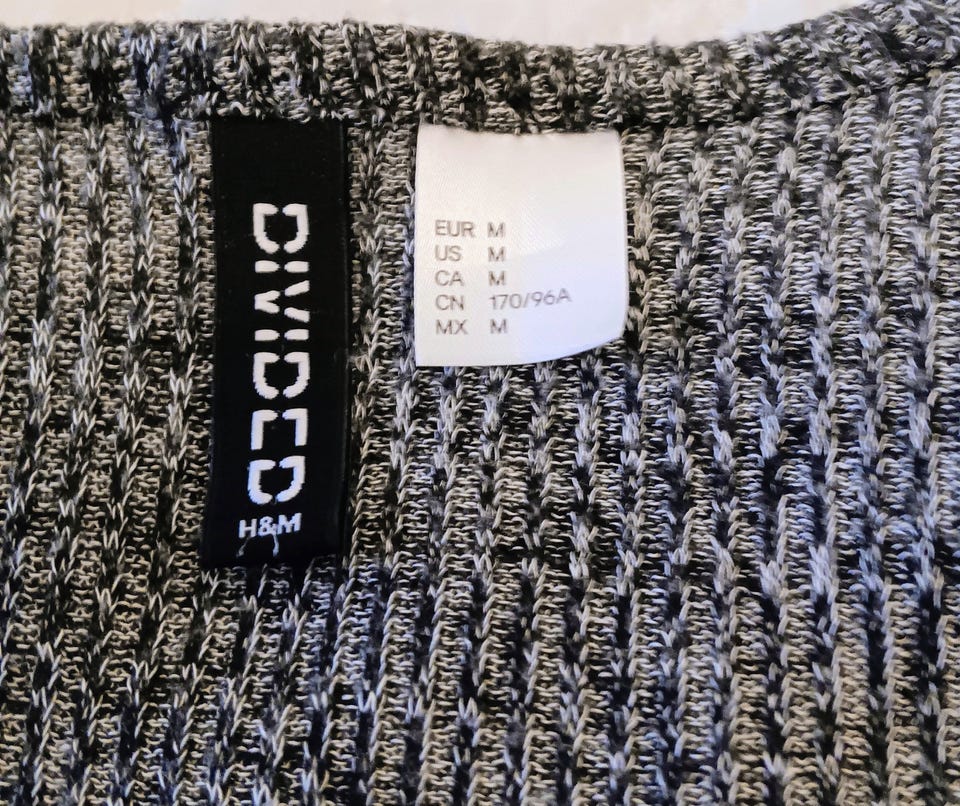 DIVIDED
H&M
EUR M
US M
CA M
CN 170/96A
MX M